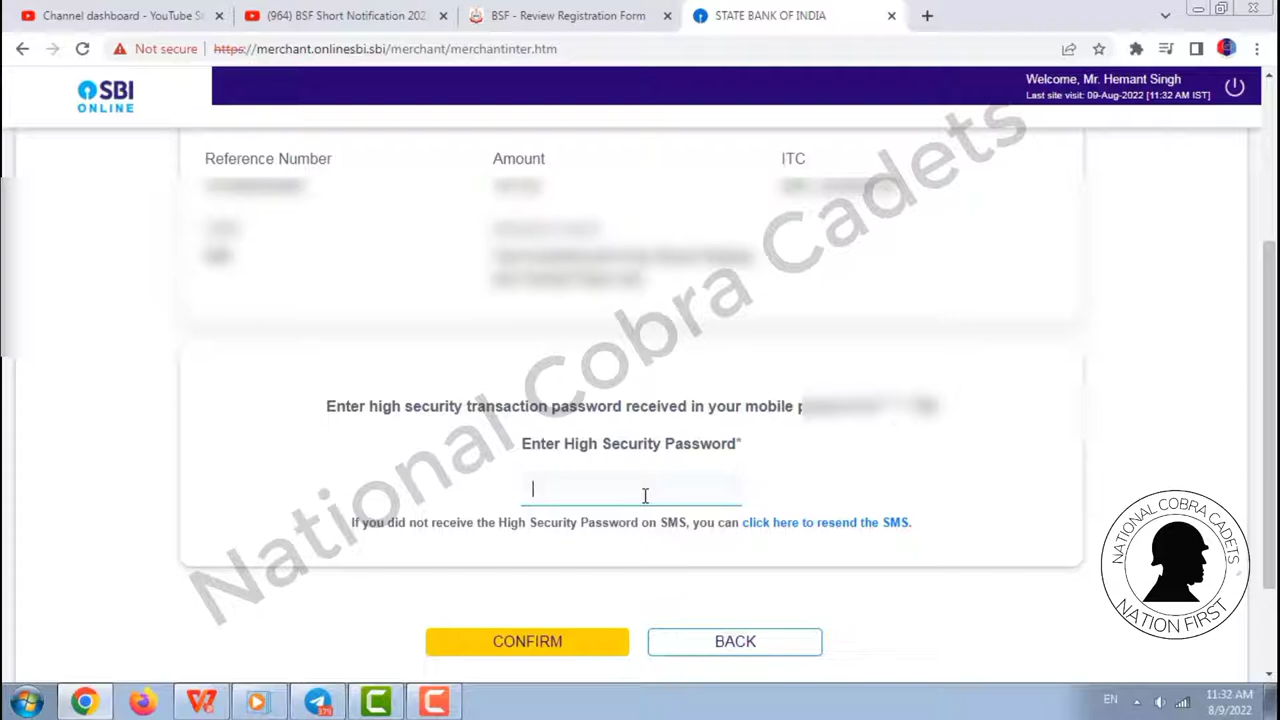 Channel dashboard - YouTube St
(964) BSF Short Notification 202
BSF - Review Registration Form
STATE BANK OF INDIA
Not secure
https://merchant.onlinesbi.sbi/merchant/merchantinter.htm
SBI
ONLINE
Welcome, Mr. Hemant Singh
Last site visit: 09-Aug-2022 [11:32 AM IST]
Reference Number
Amount
ITC
National Cobra Cadets
Enter high security transaction password received in your mobile
Enter High Security Password*
If you did not receive the High Security Password on SMS, you can click here to resend the SMS.
NATIONAL COBRA CADETS
NATION FIRST
CONFIRM
BACK
EN
11:32 AM
8/9/2022